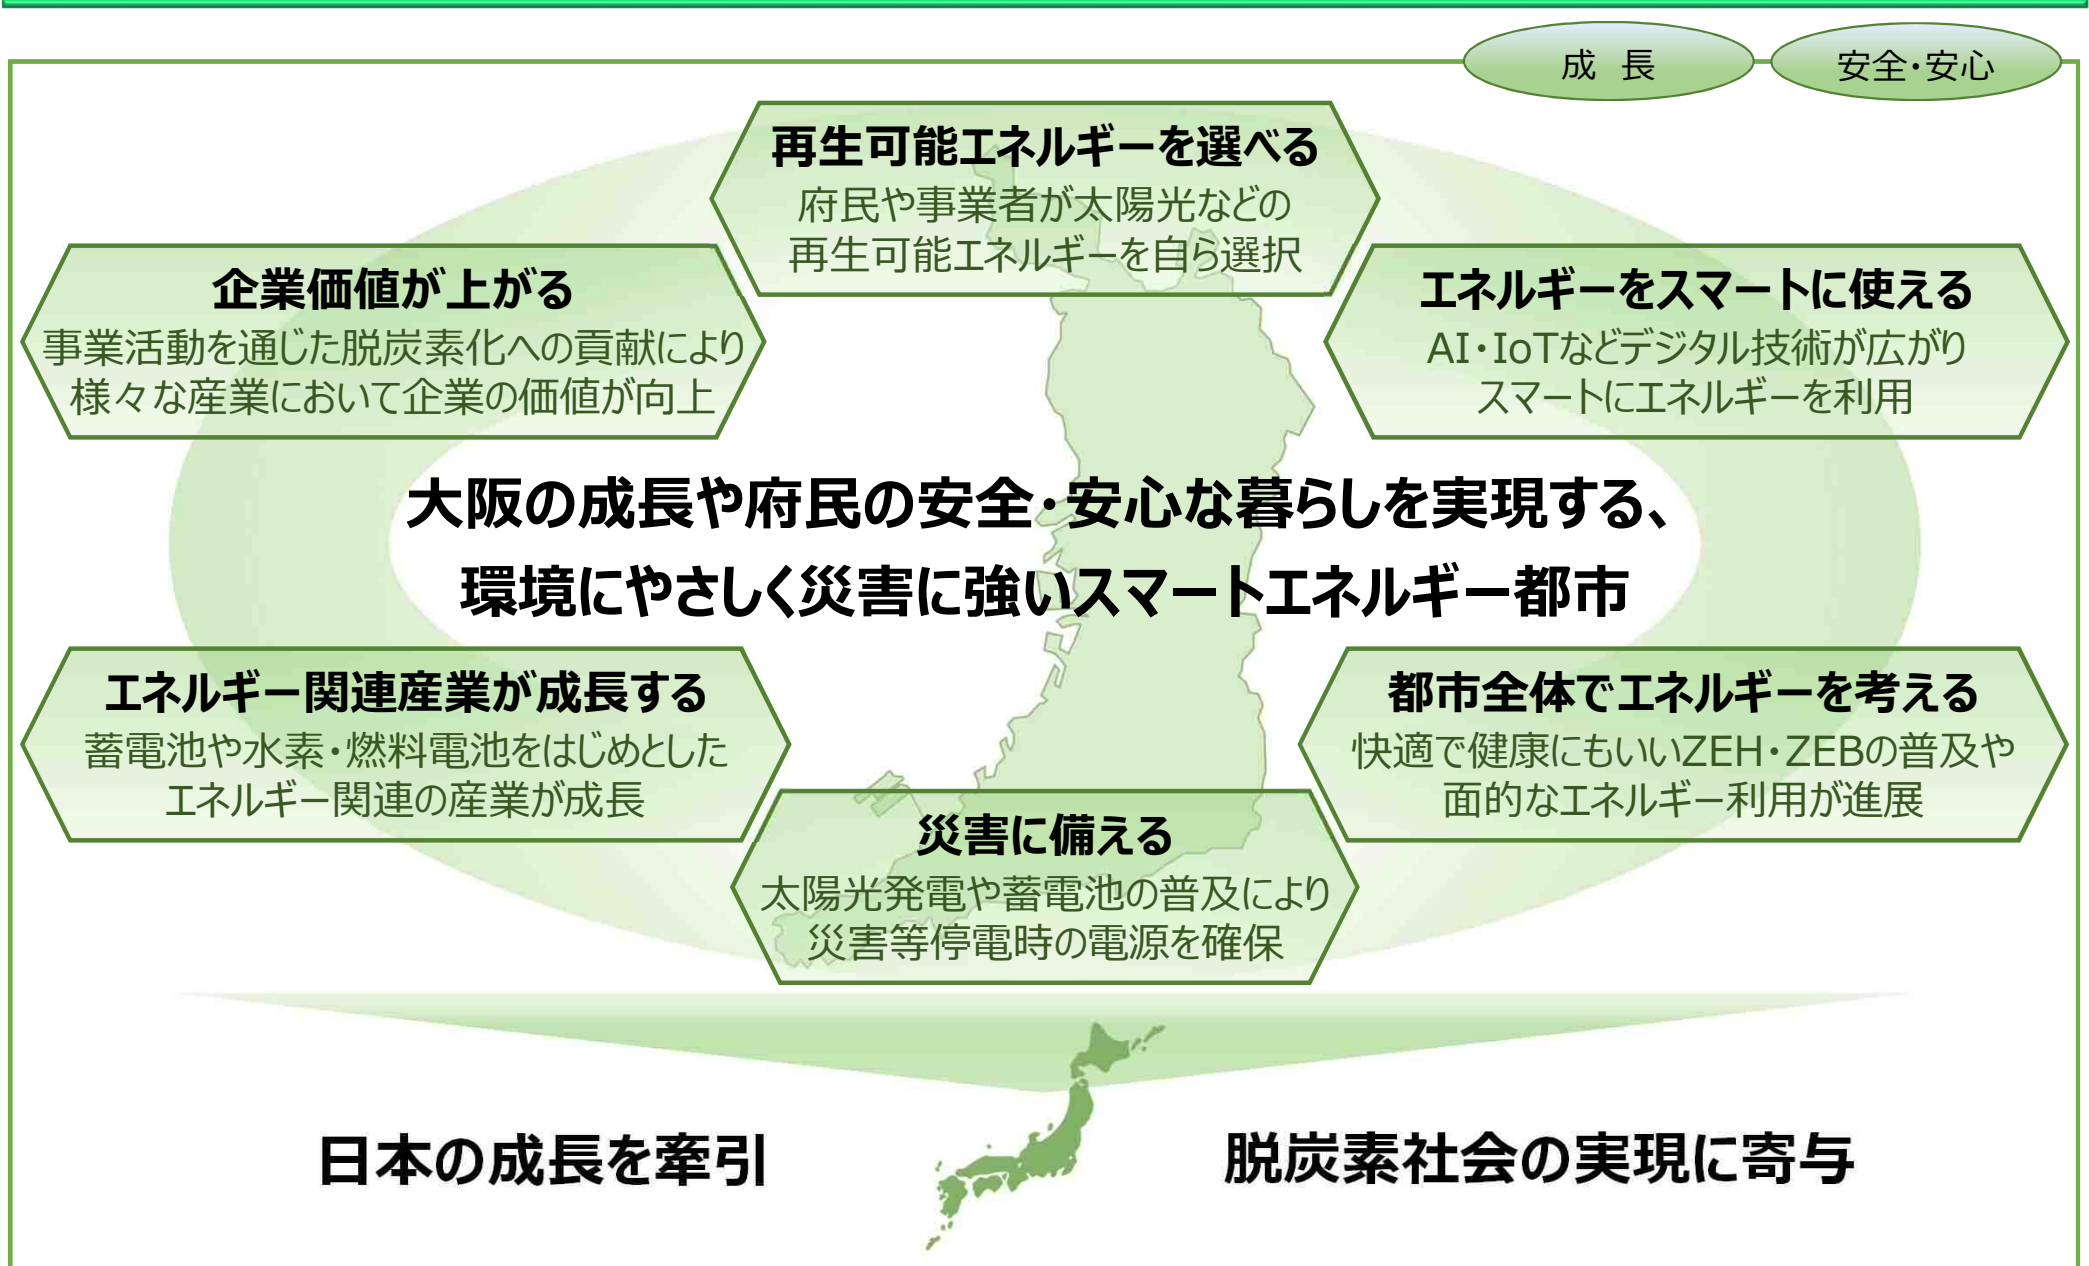 成 長
安全・安心
再生可能エネルギーを選べる
府民や事業者が太陽光などの
再生可能エネルギーを自ら選択
企業価値が上がる
事業活動を通じた脱炭素化への貢献により
様々な産業において企業の価値が向上
エネルギーをスマートに使える
AI・IoTなどデジタル技術が広がり
スマートにエネルギーを利用
大阪の成長や府民の安全・安心な暮らしを実現する、
環境にやさしく災害に強いスマートエネルギー都市
エネルギー関連産業が成長する
蓄電池や水素・燃料電池をはじめとした
エネルギー関連の産業が成長
都市全体でエネルギーを考える
快適で健康にもいいZEH・ZEBの普及や
面的なエネルギー利用が進展
災害に備える
太陽光発電や蓄電池の普及により
災害等停電時の電源を確保
日本の成長を牽引
脱炭素社会の実現に寄与